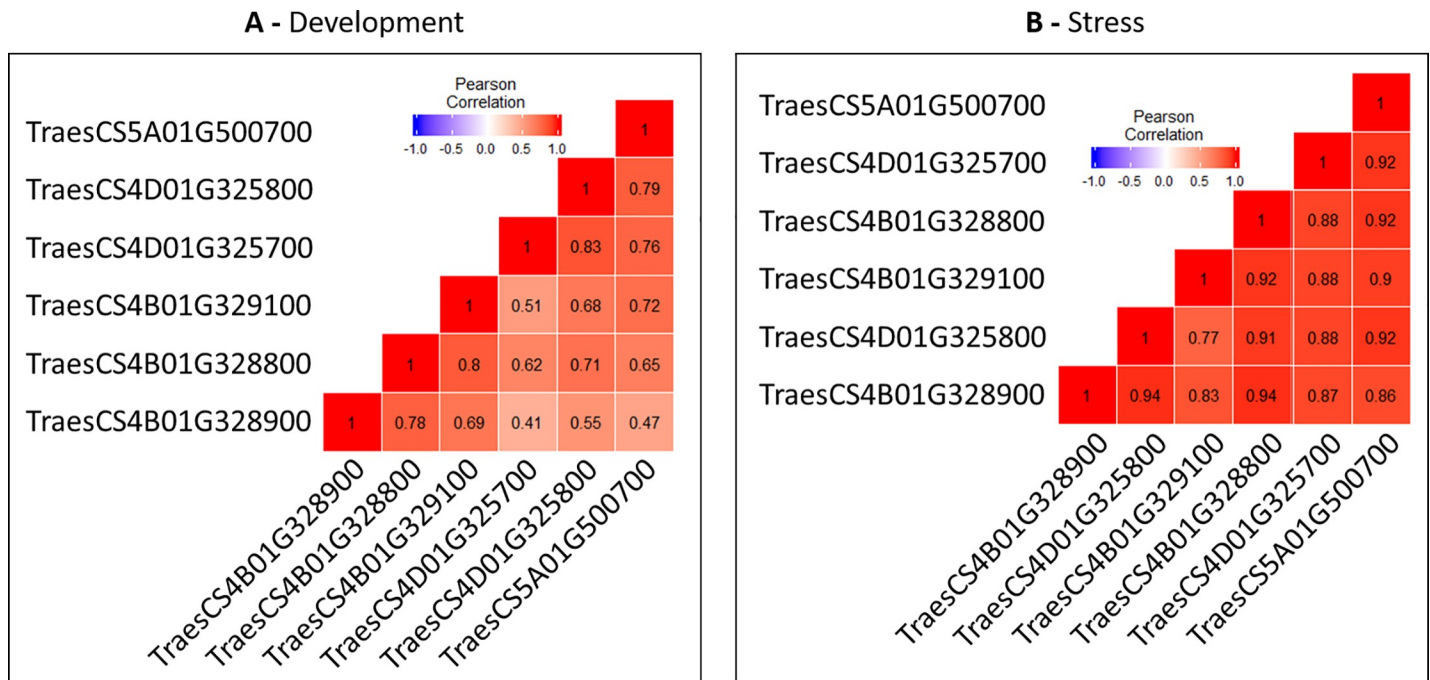 A - Development
Pearson
Correlation
-1.0 -0.5 0.0 0.5 1.0
TraesCS5A01G500700 1
TraesCS4D01G325800 1 0.79
TraesCS4D01G325700 1 0.83 0.76
TraesCS4B01G329100 1 0.51 0.68 0.72
TraesCS4B01G328800 1 0.8 0.62 0.71 0.65
TraesCS4B01G328900 1 0.78 0.69 0.41 0.55 0.47
TraesCS4B01G328900
TraesCS4B01G328800
TraesCS4B01G329100
TraesCS4D01G325700
TraesCS4D01G325800
TraesCS5A01G500700
B - Stress
Pearson
Correlation
-1.0 -0.5 0.0 0.5 1.0
TraesCS5A01G500700 1
TraesCS4D01G325700 1 0.92
TraesCS4B01G328800 1 0.88 0.92
TraesCS4B01G329100 1 0.92 0.88 0.9
TraesCS4D01G325800 1 0.77 0.91 0.88 0.92
TraesCS4B01G328900 1 0.94 0.83 0.94 0.87 0.86
TraesCS4B01G328900
TraesCS4D01G325800
TraesCS4B01G329100
TraesCS4B01G328800
TraesCS4D01G325700
TraesCS5A01G500700